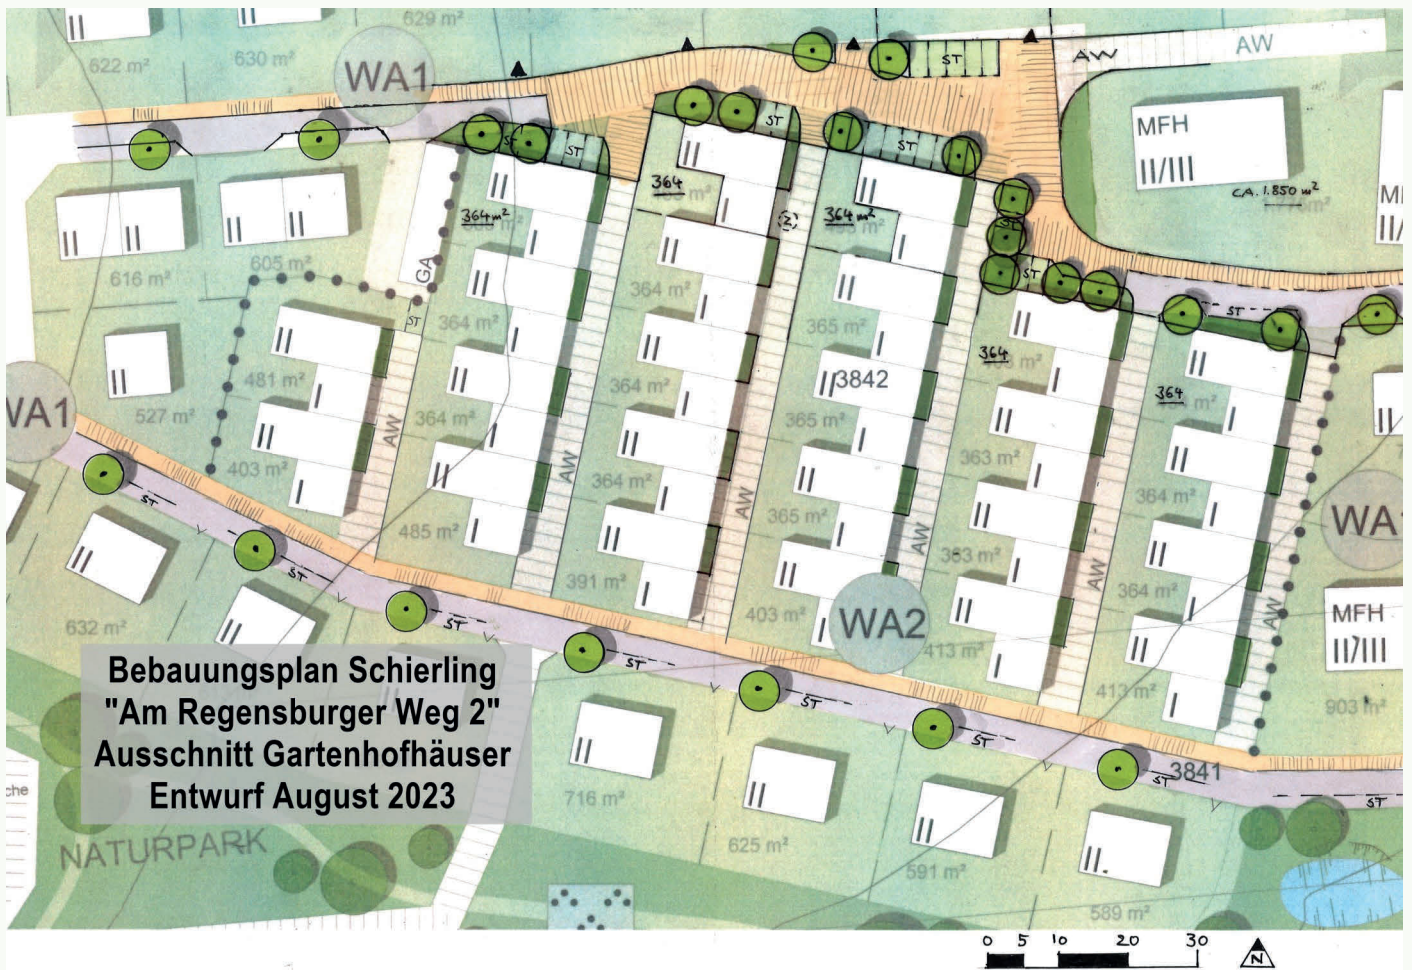 629 m²
622 m²
630 m²
WA1
ST
AW
AW
MFH
II/III
CA. 1.850 m²
ST
ST
ST
ST
364
364 m²
364 m²
616 m²
605 m²
GA
ST
364 m²
364 m²
365 m²
ST
ST
364
364
WA1
527 m²
481 m²
403 m²
AW
364 m²
485 m²
AW
364 m²
364 m²
391 m²
AW
3842
365 m²
365 m²
403 m²
AW
363 m²
363 m²
413 m²
AW
364 m²
364 m²
413 m²
AW
WA2
MFH
II/III
903 m²
ST
ST
ST
ST
ST
ST
ST
3841
ST
632 m²
Bebauungsplan Schierling
"Am Regensburger Weg 2"
Ausschnitt Gartenhofhäuser
Entwurf August 2023
716 m²
625 m²
591 m²
589 m²
NATURPARK
0 5 10 20 30
N